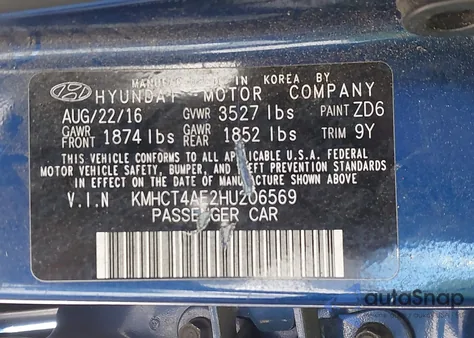 MANUFACTURED IN KOREA BY
HYUNDAI MOTOR COMPANY
AUG/22/16 GVWR 3527 lbs PAINT ZD6
GAWR FRONT 1874 lbs GAWR REAR 1852 lbs TRIM 9Y
THIS VEHICLE CONFORMS TO ALL APPLICABLE U.S.A. FEDERAL
MOTOR VEHICLE SAFETY, BUMPER, AND THEFT PREVENTION STANDARDS
IN EFFECT ON THE DATE OF MANUFACTURE SHOWN ABOVE.
V.I.N KMHCT4AE2HU206569
PASSENGER CAR
autoSnap